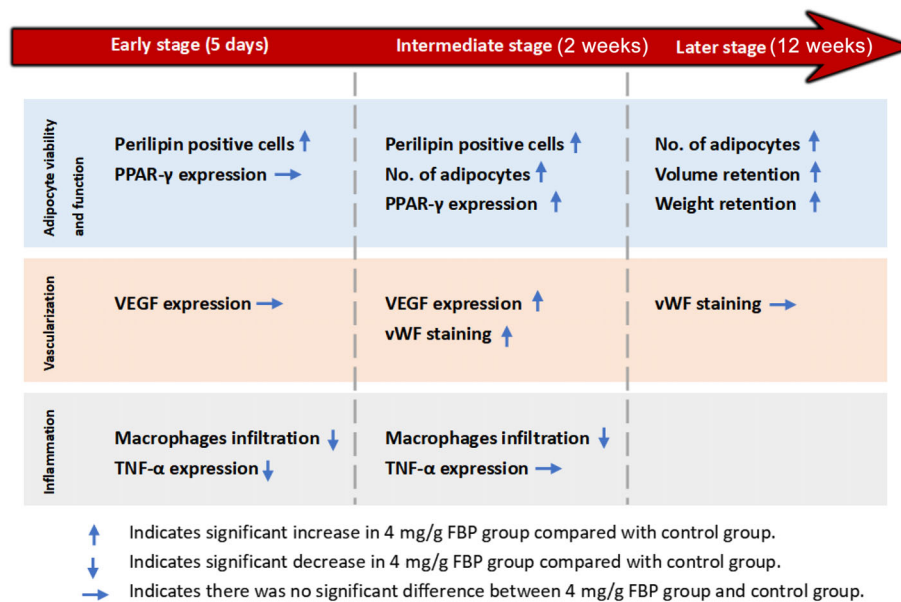 Early stage (5 days)
Intermediate stage (2 weeks)
Later stage (12 weeks)
Adipocyte viability
and function
Perilipin positive cells ↑
PPAR-γ expression →
Perilipin positive cells ↑
No. of adipocytes ↑
PPAR-γ expression ↑
No. of adipocytes ↑
Volume retention ↑
Weight retention ↑
Vascularization
VEGF expression →
VEGF expression ↑
vWF staining ↑
vWF staining →
Inflammation
Macrophages infiltration ↓
TNF-α expression ↓
Macrophages infiltration ↓
TNF-α expression →
↑ Indicates significant increase in 4 mg/g FBP group compared with control group.
↓ Indicates significant decrease in 4 mg/g FBP group compared with control group.
→ Indicates there was no significant difference between 4 mg/g FBP group and control group.